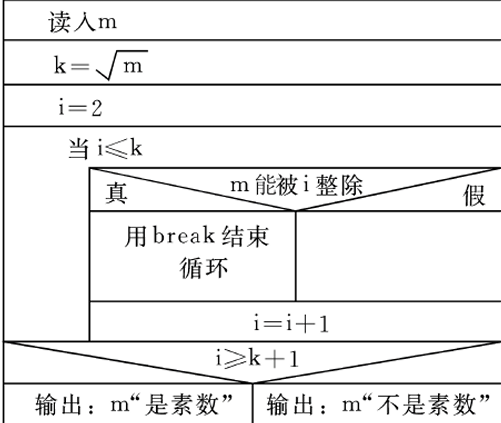 读入m
k=√m
i=2
当 i≤k
m能被i整除
真
假
用break结束
循环
i=i+1
i≥k+1
输出：m“是素数”
输出：m“不是素数”